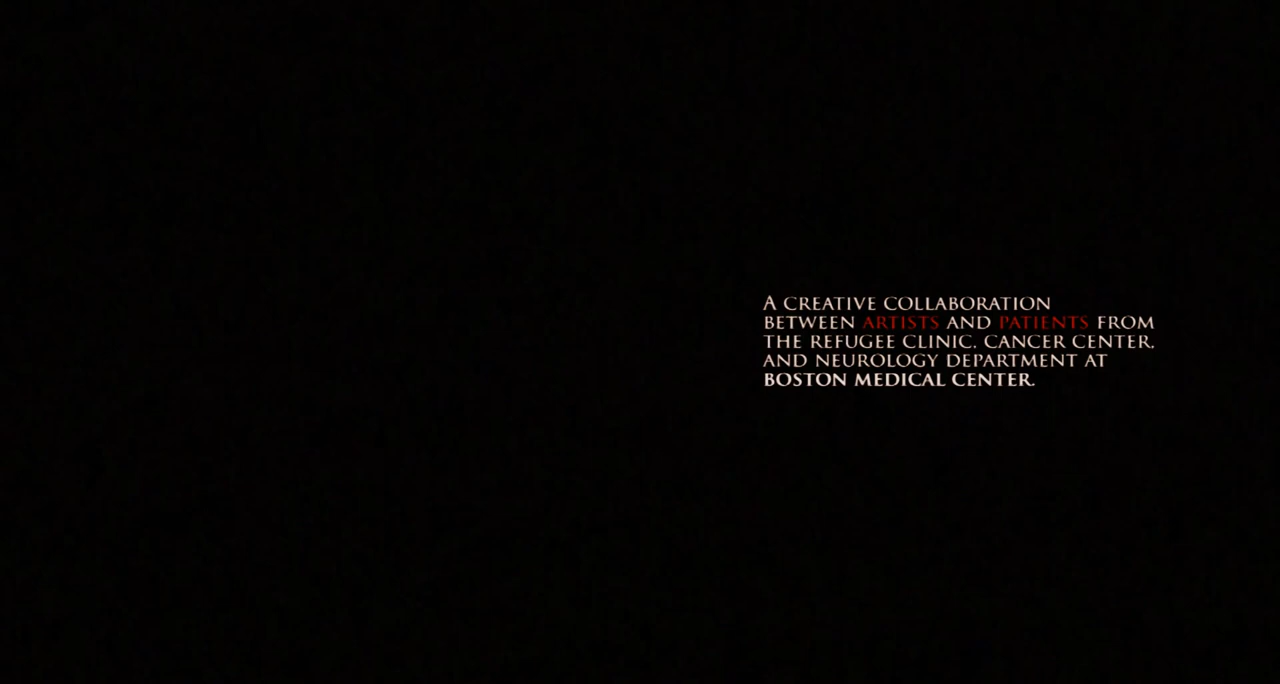 A CREATIVE COLLABORATION
BETWEEN ARTISTS AND PATIENTS FROM
THE REFUGEE CLINIC, CANCER CENTER,
AND NEUROLOGY DEPARTMENT AT
BOSTON MEDICAL CENTER.